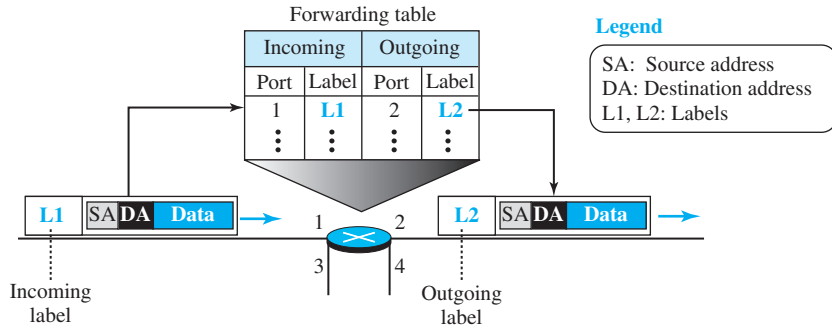 Forwarding table
Incoming Outgoing
Port Label Port Label
1 L1 2 L2
Legend
SA: Source address
DA: Destination address
L1, L2: Labels
L1 SA DA Data
1 2
3 4
L2 SA DA Data
Incoming
label
Outgoing
label